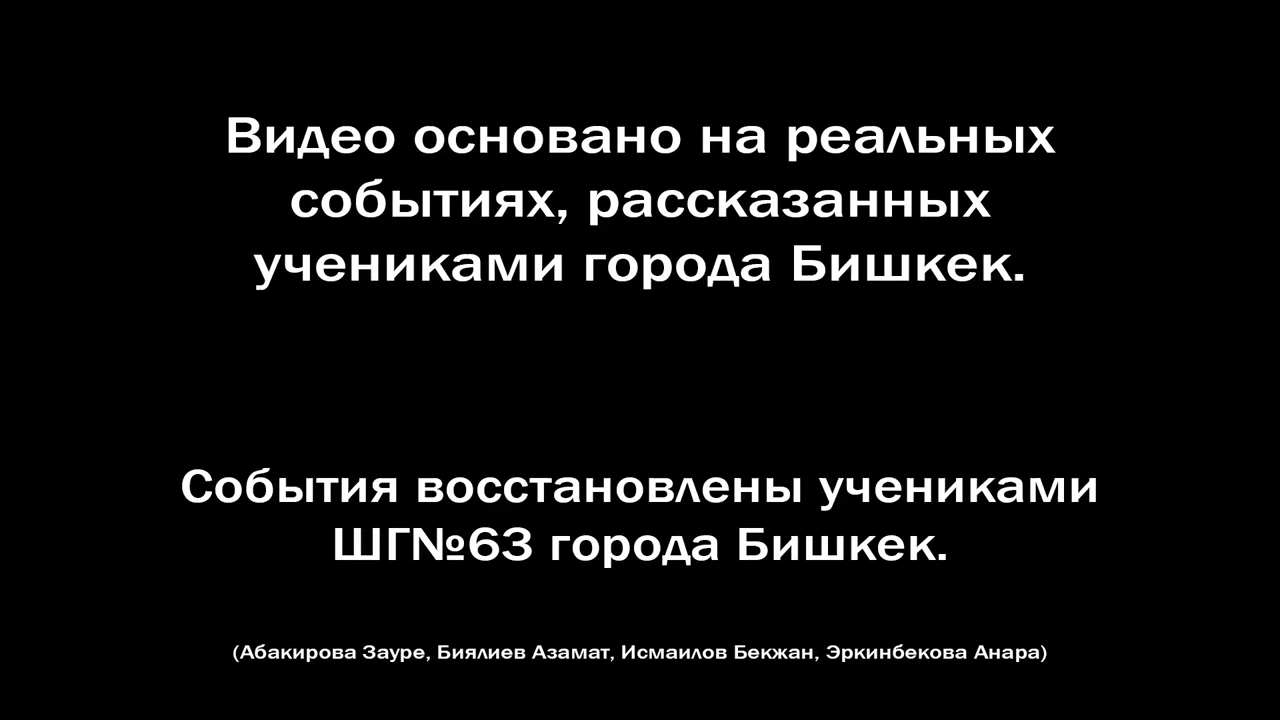 Видео основано на реальных
событиях, рассказанных
учениками города Бишкек.
События восстановлены учениками
ШГ№63 города Бишкек.
(Абакирова Зауре, Биялиев Азамат, Исмаилов Бекжан, Эркинбекова Анара)